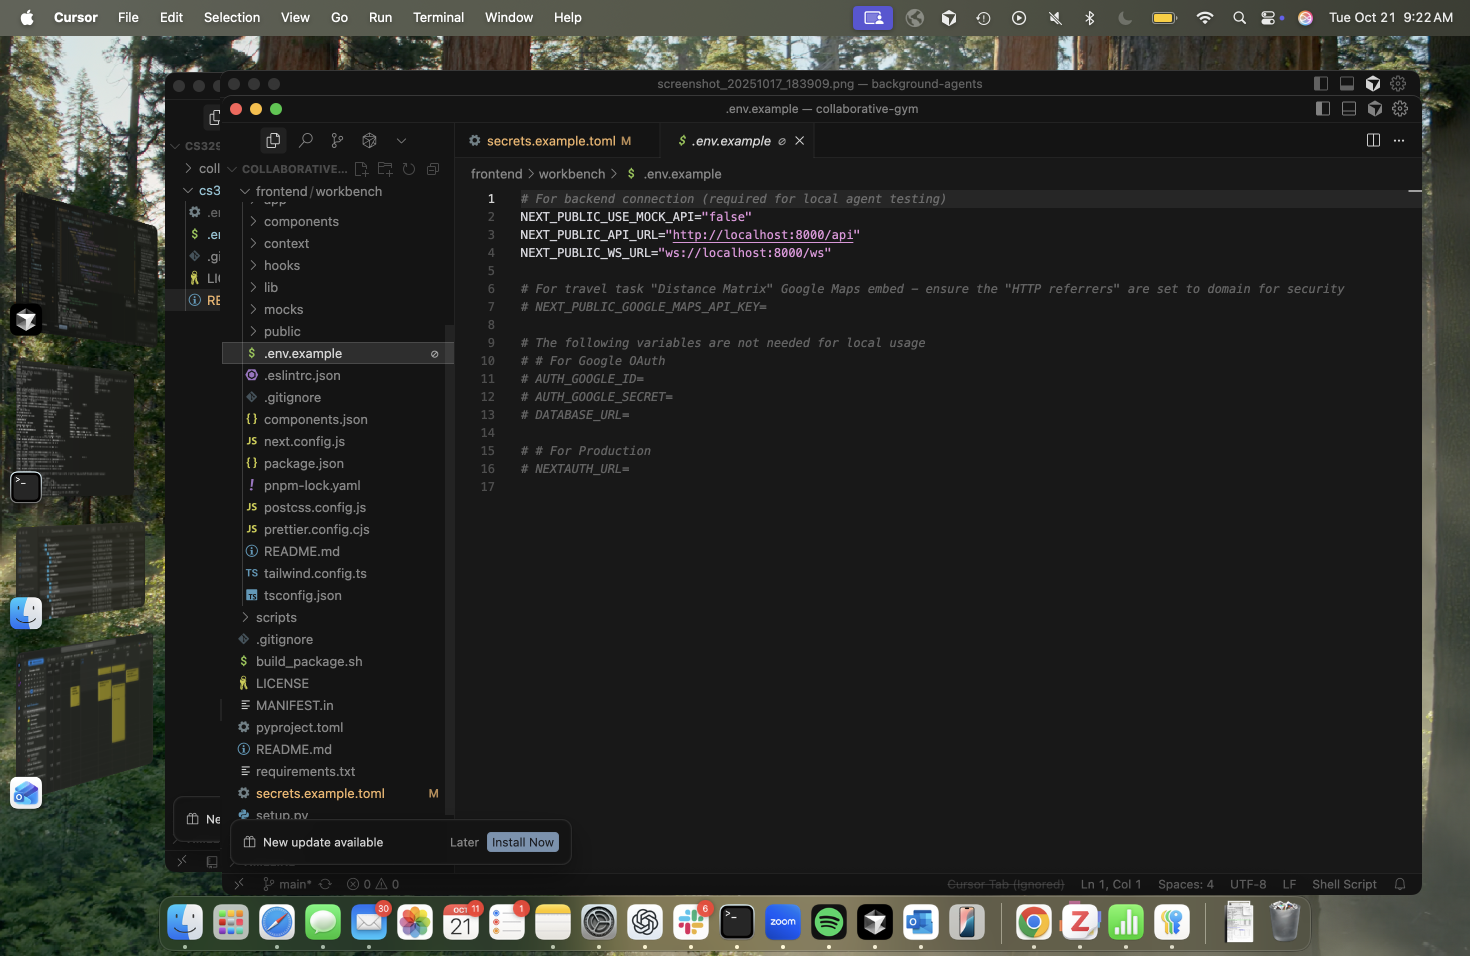 Cursor File Edit Selection View Go Run Terminal Window Help Tue Oct 21 9:22 AM
screenshot_20251017_183909.png — background-agents
.env.example — collaborative-gym
CS329
coll
cs3
.er
.er
.gi
LI
RE
COLLABORATIVE...
frontend/workbench
app
components
context
hooks
lib
mocks
public
.env.example
.eslintrc.json
.gitignore
components.json
next.config.js
package.json
pnpm-lock.yaml
postcss.config.js
prettier.config.cjs
README.md
tailwind.config.ts
tsconfig.json
scripts
.gitignore
build_package.sh
LICENSE
MANIFEST.in
pyproject.toml
README.md
requirements.txt
secrets.example.toml M
setup.py
secrets.example.toml M .env.example
frontend > workbench > $ .env.example
1 # For backend connection (required for local agent testing)
2 NEXT_PUBLIC_USE_MOCK_API="false"
3 NEXT_PUBLIC_API_URL="http://localhost:8000/api"
4 NEXT_PUBLIC_WS_URL="ws://localhost:8000/ws"
5
6 # For travel task "Distance Matrix" Google Maps embed – ensure the "HTTP referrers" are set to domain for security
7 # NEXT_PUBLIC_GOOGLE_MAPS_API_KEY=
8
9 # The following variables are not needed for local usage
10 # # For Google OAuth
11 # AUTH_GOOGLE_ID=
12 # AUTH_GOOGLE_SECRET=
13 # DATABASE_URL=
14
15 # # For Production
16 # NEXTAUTH_URL=
17
Ne
New update available Later Install Now
main* 0 0 Cursor Tab (Ignored) Ln 1, Col 1 Spaces: 4 UTF-8 LF Shell Script
30
OCT 11
21
1
6
zoom